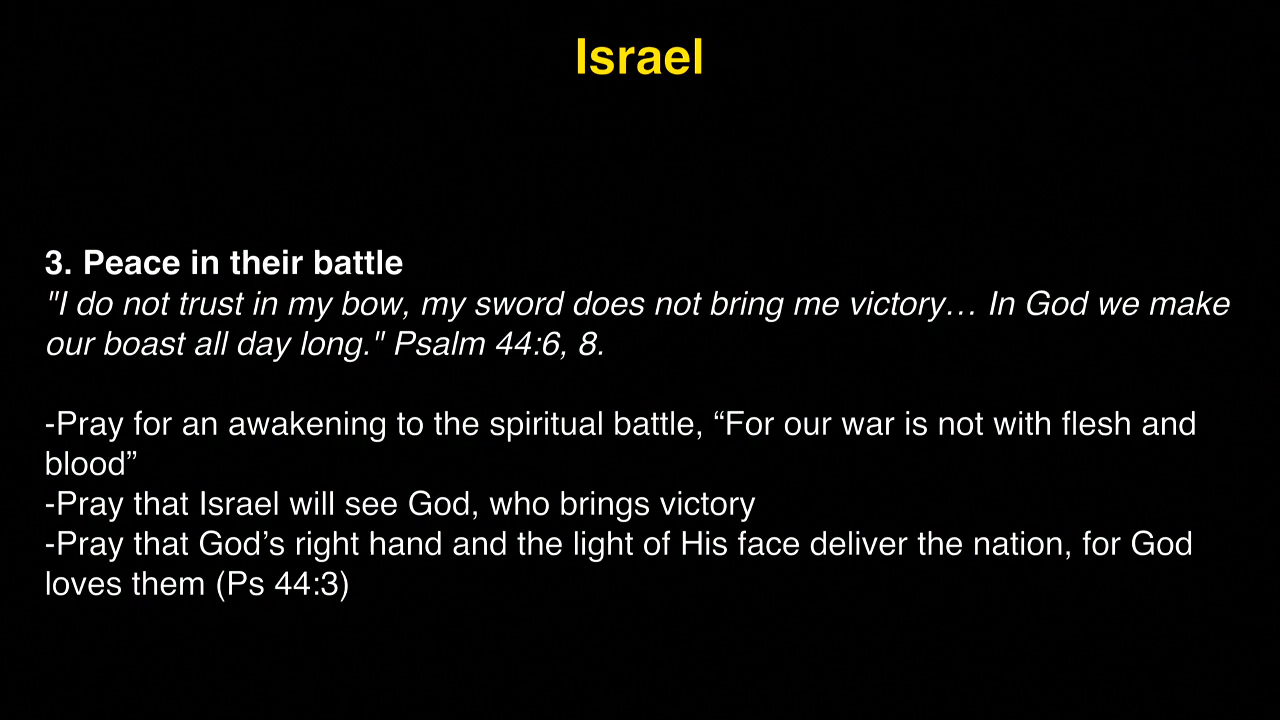 Israel
3. Peace in their battle
"I do not trust in my bow, my sword does not bring me victory… In God we make
our boast all day long." Psalm 44:6, 8.
-Pray for an awakening to the spiritual battle, “For our war is not with flesh and
blood”
-Pray that Israel will see God, who brings victory
-Pray that God’s right hand and the light of His face deliver the nation, for God
loves them (Ps 44:3)